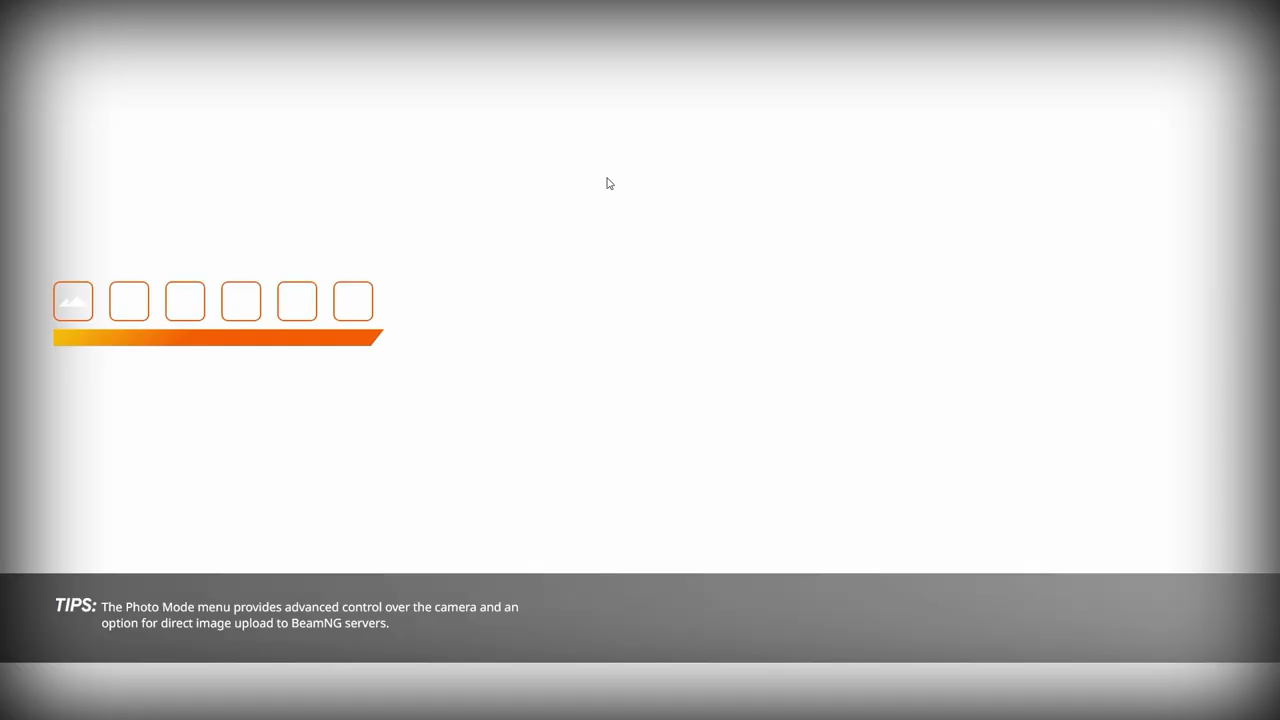 TIPS: The Photo Mode menu provides advanced control over the camera and an
option for direct image upload to BeamNG servers.